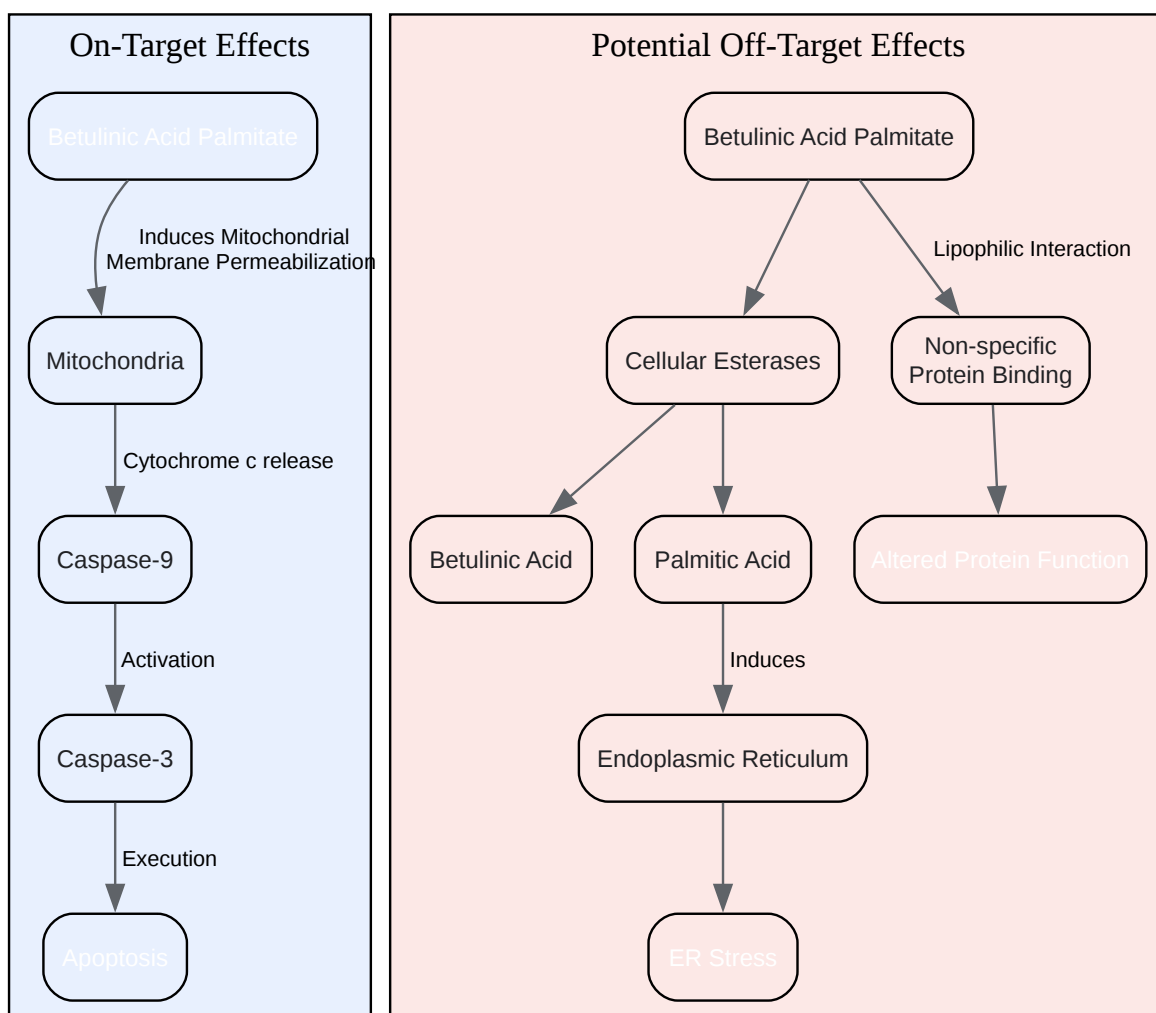 On-Target Effects
Betulinic Acid Palmitate
Induces Mitochondrial
Membrane Permeabilization
Mitochondria
Cytochrome c release
Caspase-9
Activation
Caspase-3
Execution
Apoptosis
Potential Off-Target Effects
Betulinic Acid Palmitate
Lipophilic Interaction
Cellular Esterases
Non-specific
Protein Binding
Betulinic Acid
Palmitic Acid
Altered Protein Function
Induces
Endoplasmic Reticulum
ER Stress